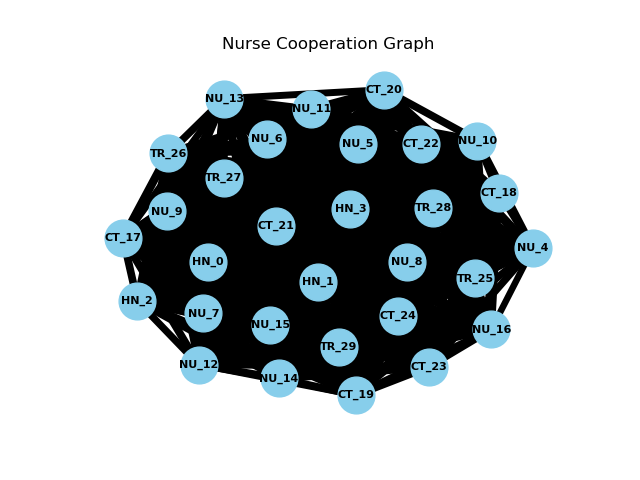 Nurse Cooperation Graph
CT_20
NU_13
NU_11
NU_6
NU_5
CT_22
NU_10
TR_26
TR_27
CT_18
NU_9
HN_3
TR_28
CT_21
CT_17
NU_4
HN_0
NU_8
HN_1
TR_25
HN_2
NU_7
CT_24
NU_15
NU_16
TR_29
NU_12
CT_23
NU_14
CT_19